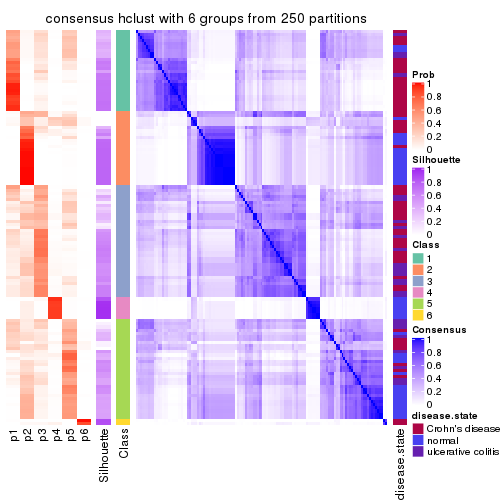 consensus hclust with 6 groups from 250 partitions
Prob
1
0.8
0.6
0.4
0.2
0
Silhouette
1
0.8
0.6
0.4
0.2
0
Class
1
2
3
4
5
6
Consensus
1
0.8
0.6
0.4
0.2
0
disease.state
Crohn's disease
normal
ulcerative colitis
p1
p2
p3
p4
p5
p6
Silhouette
Class
disease.state